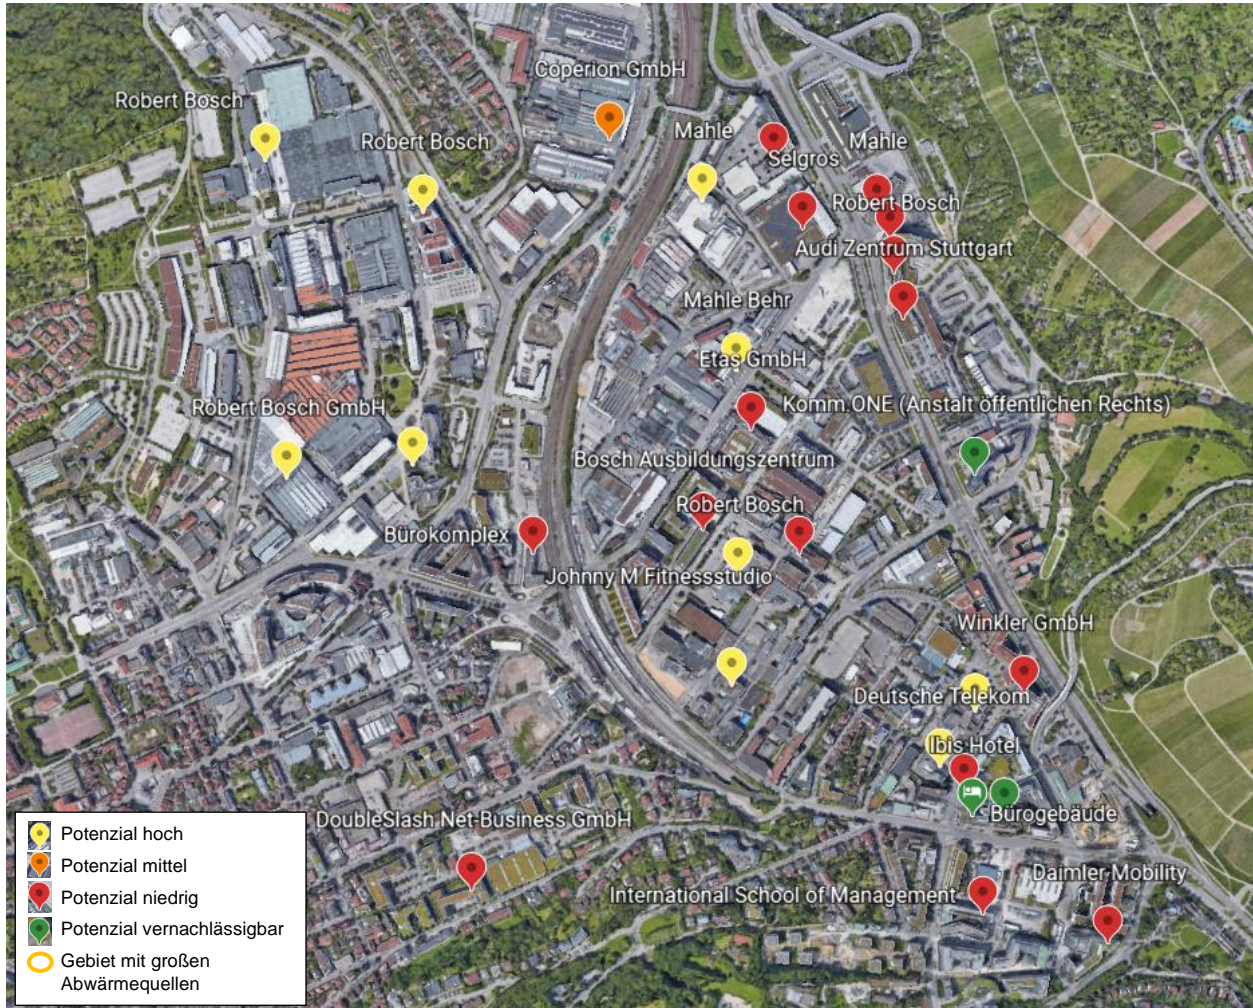 Coperion GmbH
Robert Bosch
Robert Bosch
Mahle
Mahle
Selgros
Robert Bosch
Audi Zentrum Stuttgart
Mahle Behr
Etas GmbH
Komm.ONE (Anstalt öffentlichen Rechts)
Robert Bosch GmbH
Bosch Ausbildungszentrum
Robert Bosch
Bürokomplex
Johnny M Fitnessstudio
Winkler GmbH
Deutsche Telekom
Ibis Hotel
Bürogebäude
DoubleSlash Net-Business GmbH
Daimler Mobility
International School of Management
Potenzial hoch
Potenzial mittel
Potenzial niedrig
Potenzial vernachlässigbar
Gebiet mit großen
Abwärmequellen